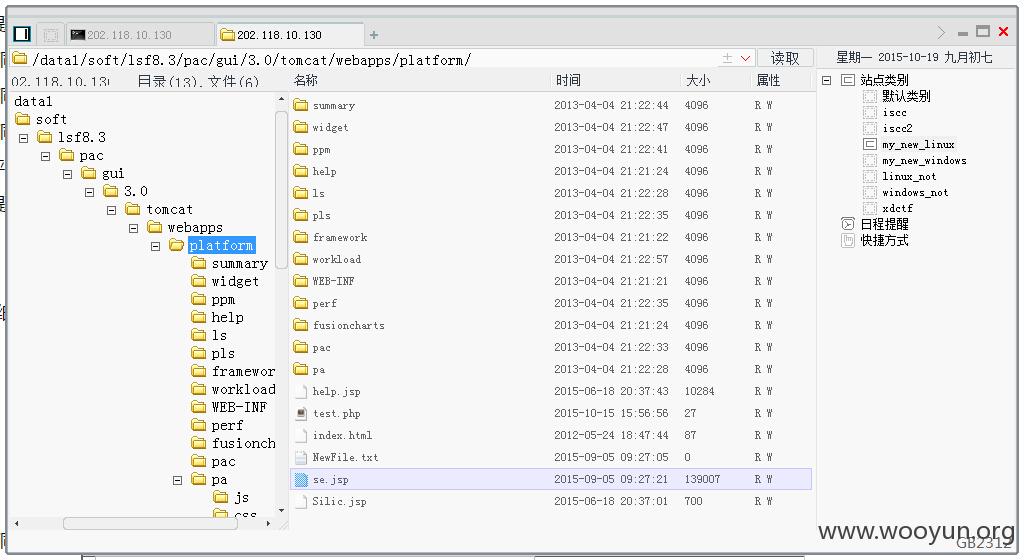 202.118.10.130
202.118.10.130
/data1/soft/lsf8.3/pac/gui/3.0/tomcat/webapps/platform/
读取
星期一 2015-10-19 九月初七
02.118.10.130 目录(13),文件(6)
名称 时间 大小 属性
data1
soft
lsf8.3
pac
gui
3.0
tomcat
webapps
platform
summary
widget
ppm
help
ls
pls
framewor
workload
WEB-INF
perf
fusionch
pac
pa
js
css
summary 2013-04-04 21:22:44 4096 R W
widget 2013-04-04 21:22:47 4096 R W
ppm 2013-04-04 21:22:41 4096 R W
help 2013-04-04 21:21:24 4096 R W
ls 2013-04-04 21:22:28 4096 R W
pls 2013-04-04 21:22:35 4096 R W
framework 2013-04-04 21:21:22 4096 R W
workload 2013-04-04 21:22:57 4096 R W
WEB-INF 2013-04-04 21:21:21 4096 R W
perf 2013-04-04 21:22:35 4096 R W
fusioncharts 2013-04-04 21:21:24 4096 R W
pac 2013-04-04 21:22:33 4096 R W
pa 2013-04-04 21:22:28 4096 R W
help.jsp 2015-06-18 20:37:43 10284 R W
test.php 2015-10-15 15:56:56 27 R W
index.html 2012-05-24 18:47:44 87 R W
NewFile.txt 2015-09-05 09:27:05 0 R W
se.jsp 2015-09-05 09:27:21 139007 R W
Silic.jsp 2015-06-18 20:37:01 700 R W
站点类别
默认类别
iscc
iscc2
my_new_linux
my_new_windows
linux_not
windows_not
xdctf
日程提醒
快捷方式
www.wooyun.org
GB2312